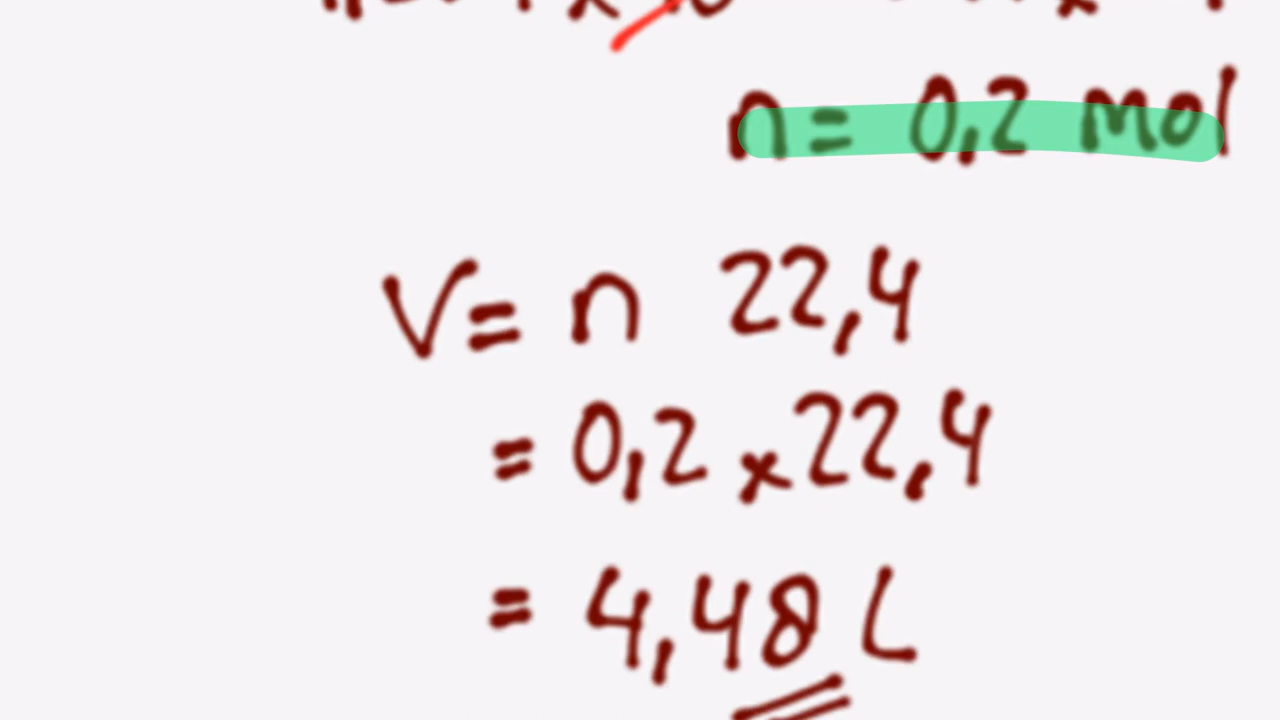 n = 0,2 mol
V = n 22,4
= 0,2 x 22,4
= 4,48 L